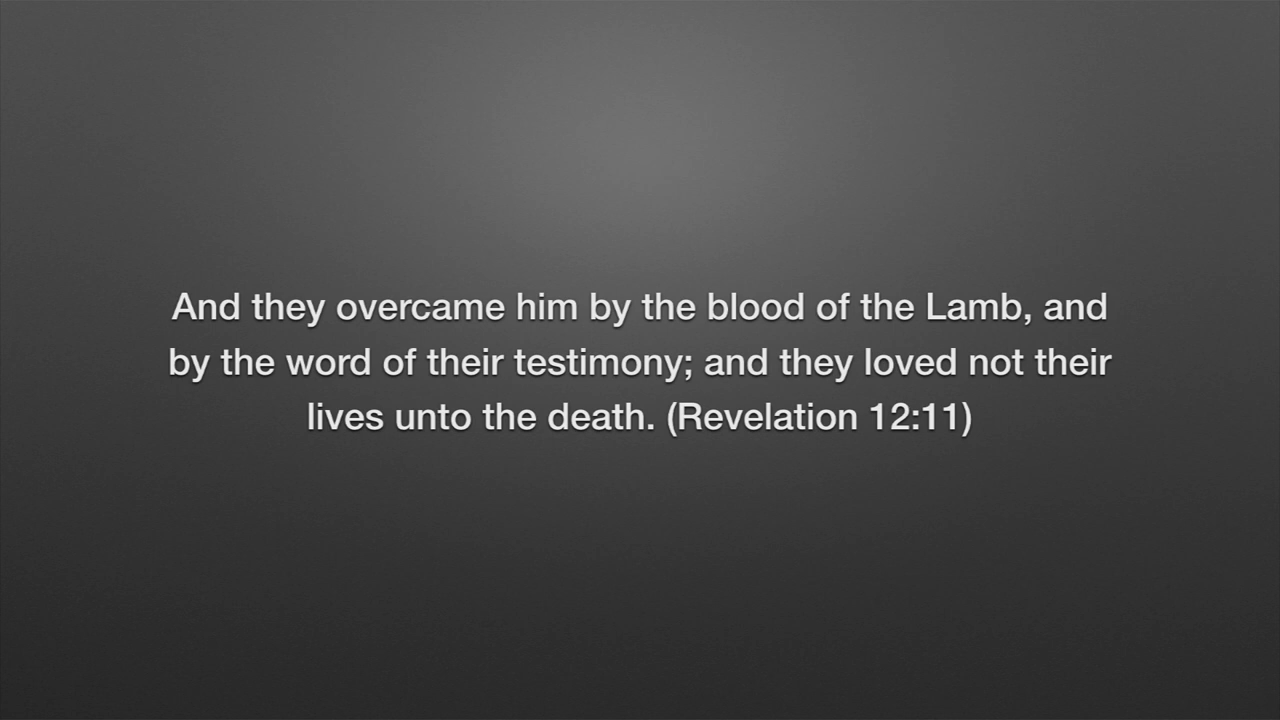 And they overcame him by the blood of the Lamb, and
by the word of their testimony; and they loved not their
lives unto the death. (Revelation 12:11)